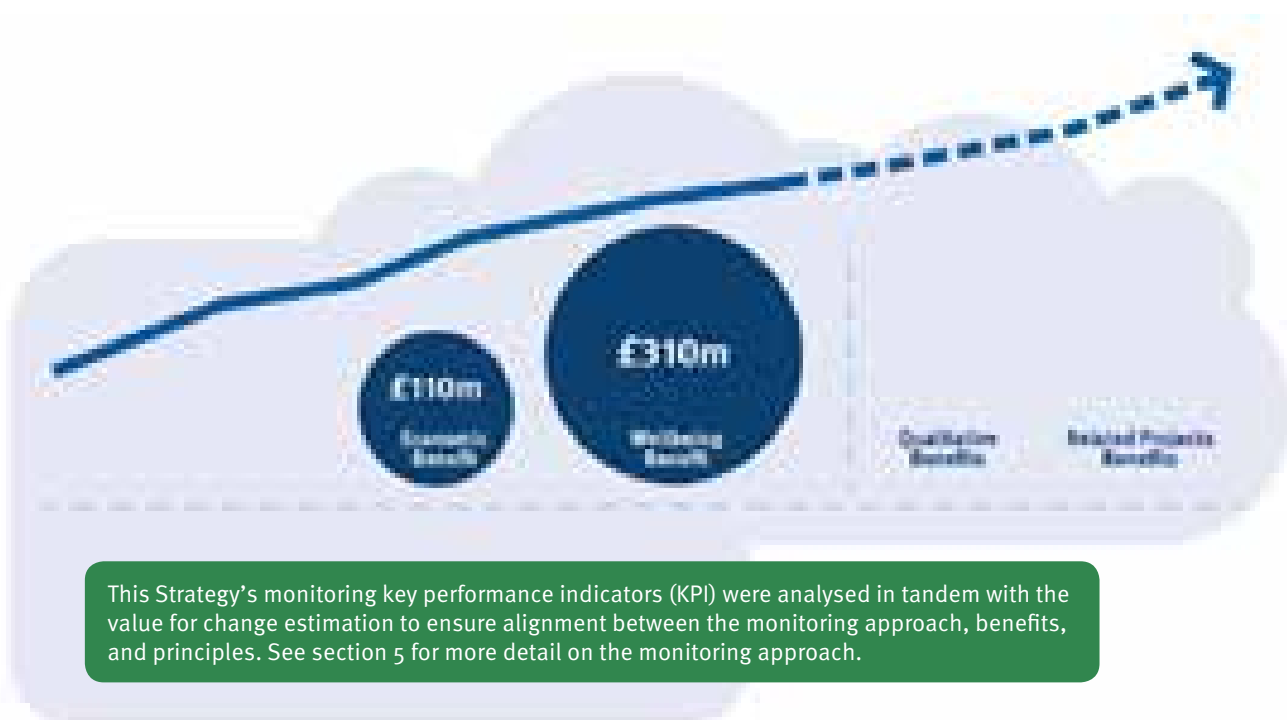 £310m
£110m
Economic
Benefit
Wellbeing
Benefit
Qualitative
Benefits
Related Projects
Benefits
This Strategy’s monitoring key performance indicators (KPI) were analysed in tandem with the
value for change estimation to ensure alignment between the monitoring approach, benefits,
and principles. See section 5 for more detail on the monitoring approach.